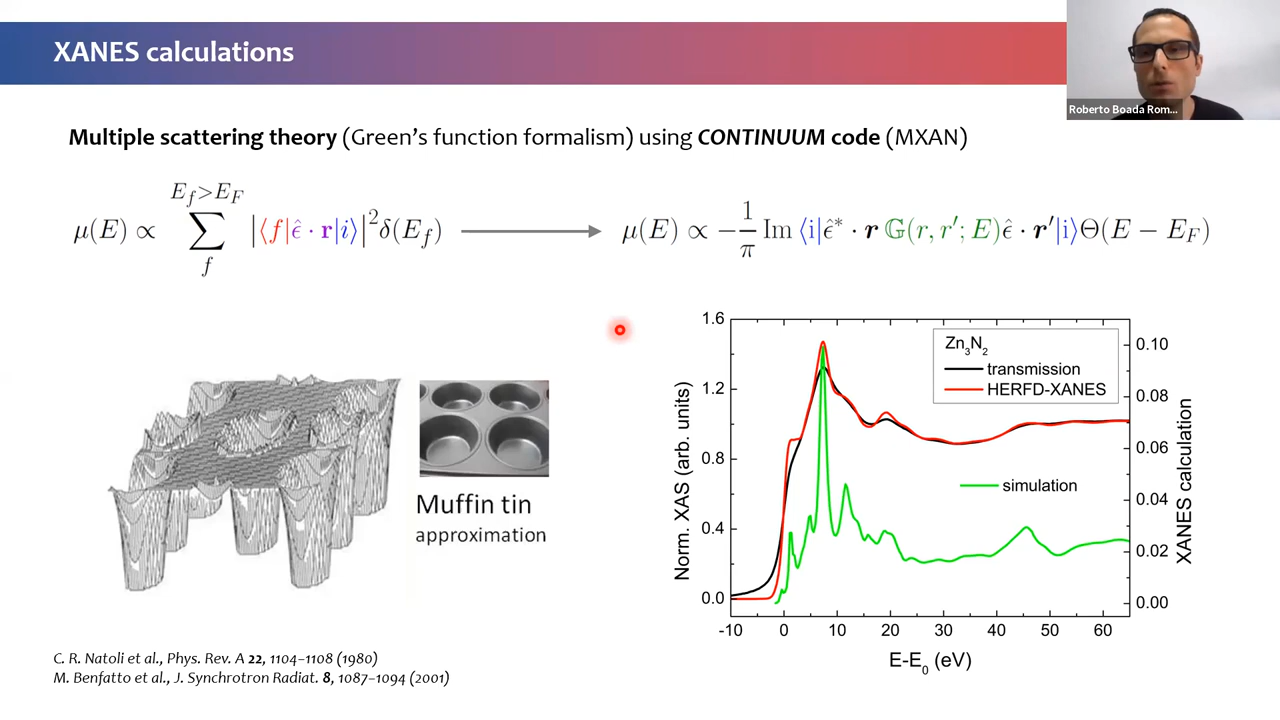 XANES calculations
Roberto Boada Rom...
Multiple scattering theory (Green's function formalism) using CONTINUUM code (MXAN)
μ(E) ∝ ∑_f^{E_f>E_F} |⟨f|ε̂ · r|i⟩|² δ(E_f)
μ(E) ∝ −1/π Im ⟨i|ε̂* · r 𝔾(r, r′; E) ε̂ · r′|i⟩Θ(E − E_F)
Muffin tin
approximation
1.6
1.2
0.8
0.4
0.0
Norm. XAS (arb. units)
Zn₃N₂
transmission
HERFD-XANES
simulation
0.10
0.08
0.06
0.04
0.02
0.00
XANES calculation
-10 0 10 20 30 40 50 60
E-E₀ (eV)
C. R. Natoli et al., Phys. Rev. A 22, 1104–1108 (1980)
M. Benfatto et al., J. Synchrotron Radiat. 8, 1087–1094 (2001)